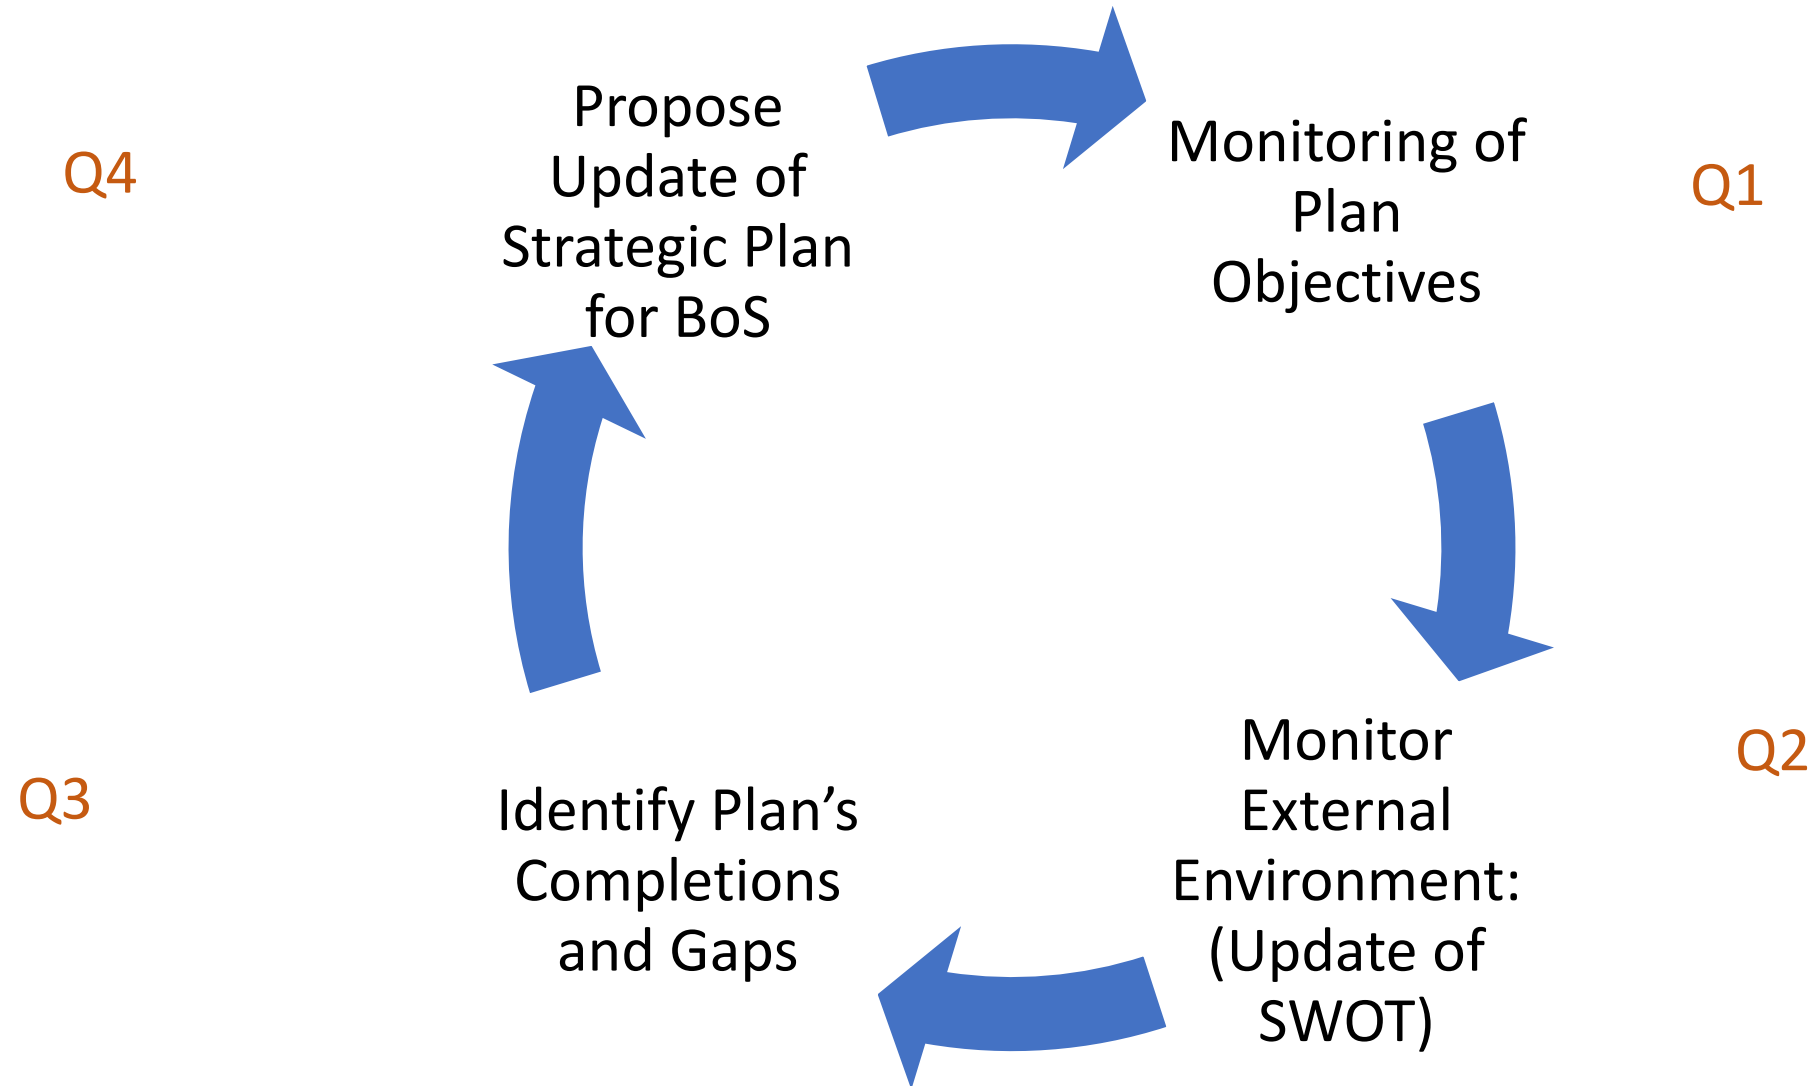 Q4
Propose
Update of
Strategic Plan
for BoS
Monitoring of
Plan
Objectives
Q1
Q3
Identify Plan’s
Completions
and Gaps
Monitor
External
Environment:
(Update of
SWOT)
Q2